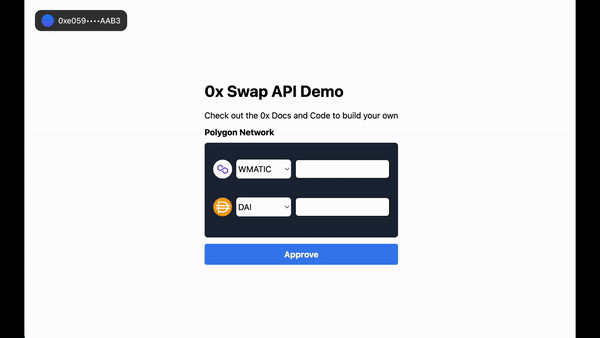 0xe059••••AAB3
0x Swap API Demo
Check out the 0x Docs and Code to build your own
Polygon Network
WMATIC
DAI
Approve